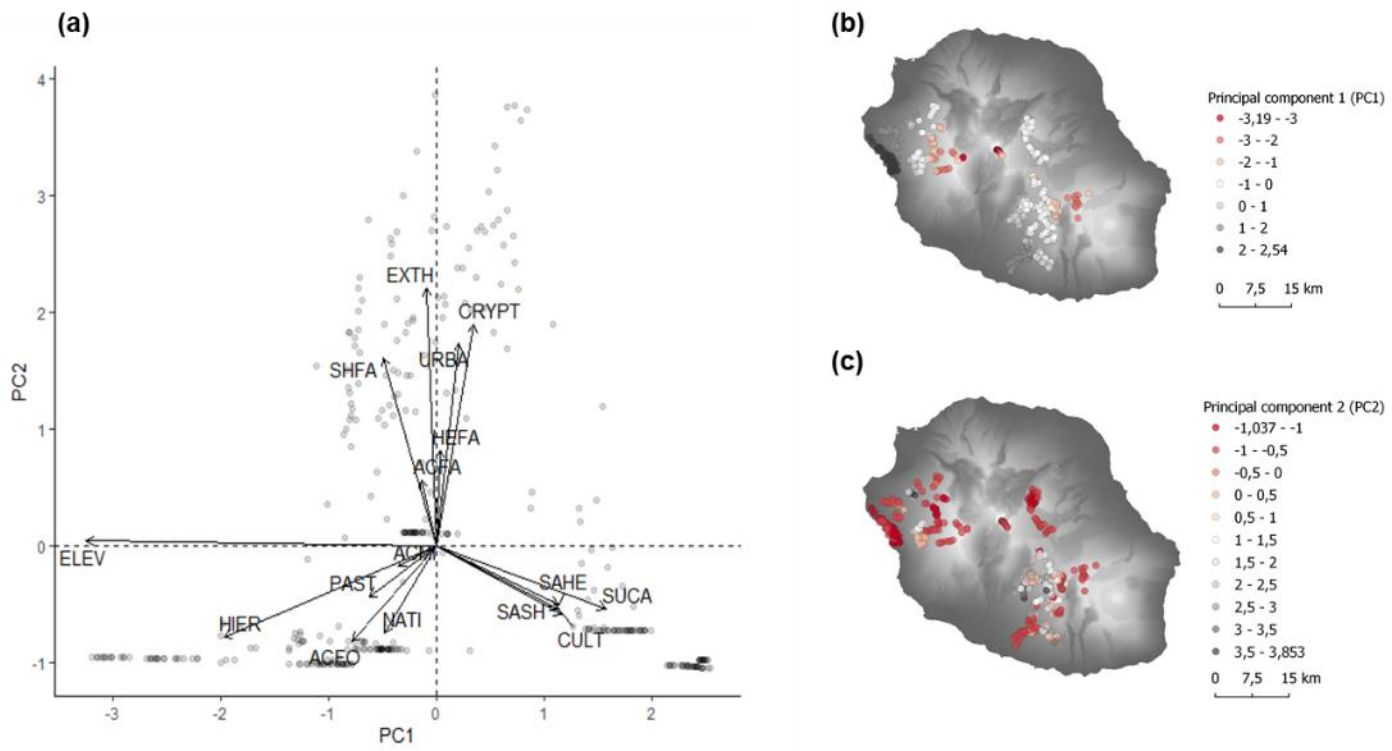 (a)
4
3
2
1
0
-1
PC2
EXTH
CRYPT
URBA
SHFA
HEFA
ACFA
ELEV
PAST
HIER
NATI
ACEO
SAHE
SASH
SUCA
CULT
-3
-2
-1
0
1
2
PC1
(b)
Principal component 1 (PC1)
-3,19 - -3
-3 - -2
-2 - -1
-1 - 0
0 - 1
1 - 2
2 - 2,54
0 7,5 15 km
(c)
Principal component 2 (PC2)
-1,037 - -1
-1 - -0,5
-0,5 - 0
0 - 0,5
0,5 - 1
1 - 1,5
1,5 - 2
2 - 2,5
2,5 - 3
3 - 3,5
3,5 - 3,853
0 7,5 15 km